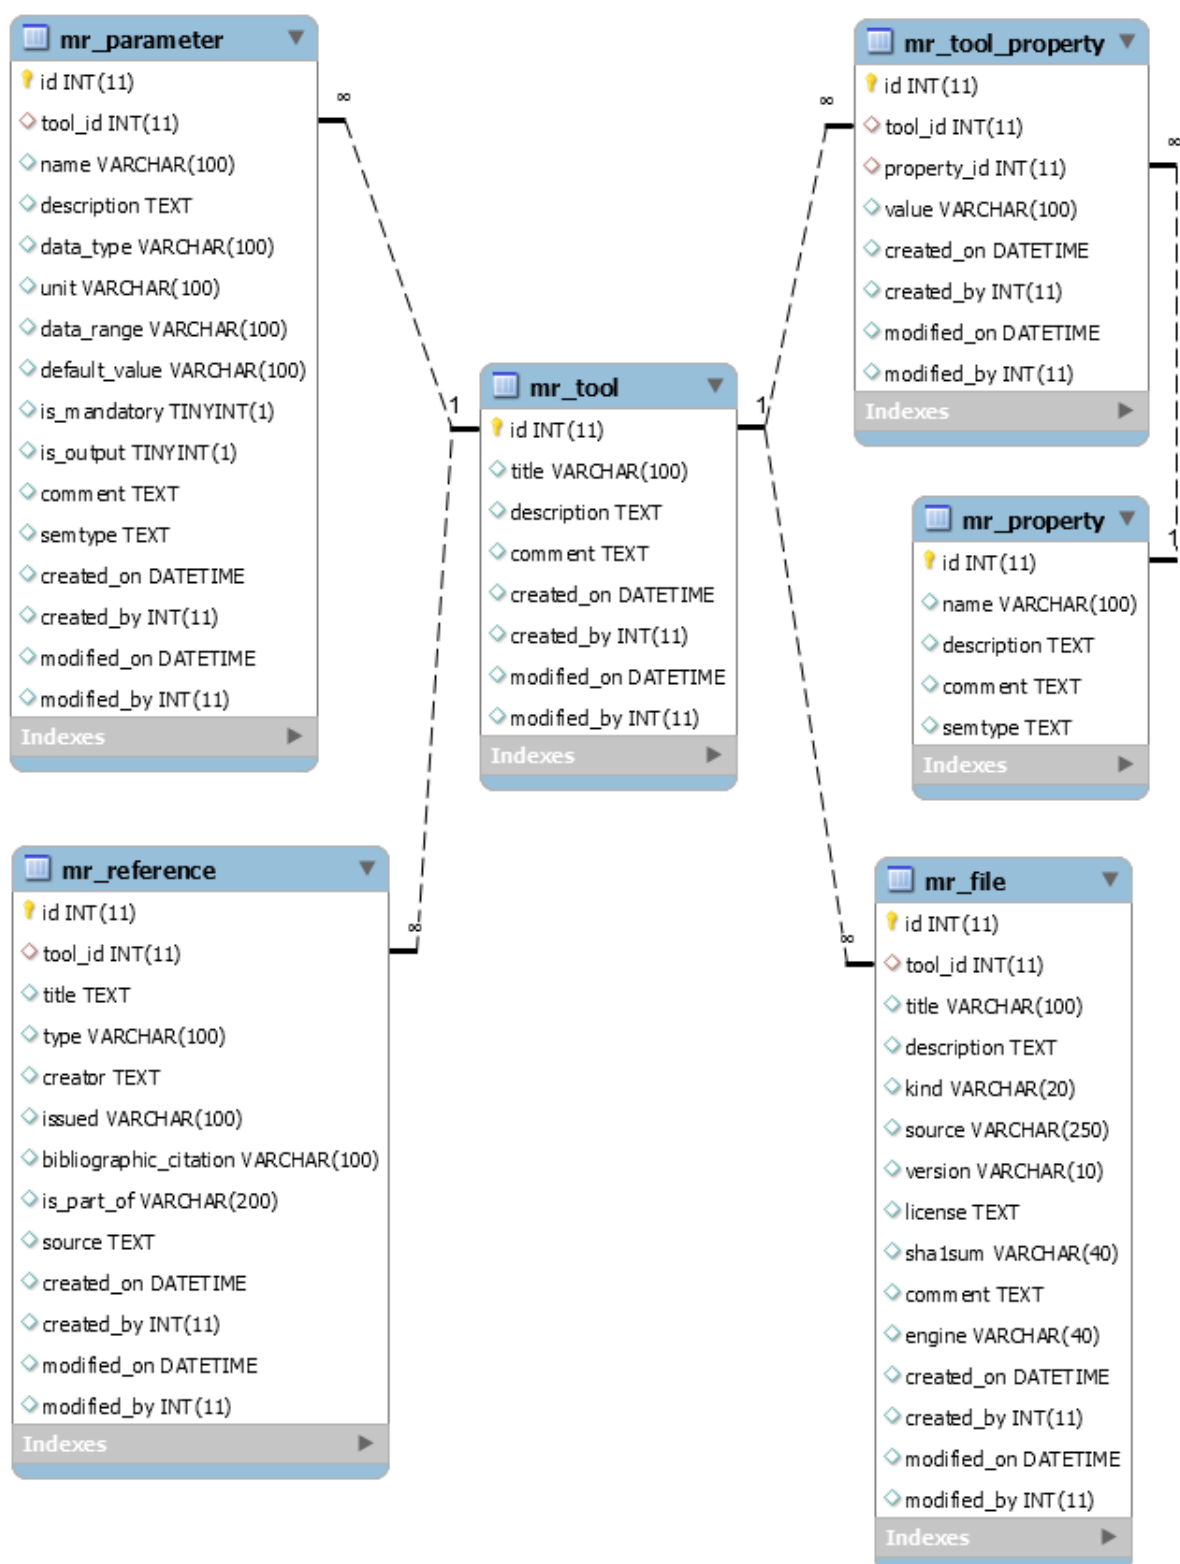 mr_parameter
id INT(11)
tool_id INT(11)
name VARCHAR(100)
description TEXT
data_type VARCHAR(100)
unit VARCHAR(100)
data_range VARCHAR(100)
default_value VARCHAR(100)
is_mandatory TINYINT(1)
is_output TINYINT(1)
comment TEXT
semtype TEXT
created_on DATETIME
created_by INT(11)
modified_on DATETIME
modified_by INT(11)
Indexes
∞
1
mr_tool
id INT(11)
title VARCHAR(100)
description TEXT
comment TEXT
created_on DATETIME
created_by INT(11)
modified_on DATETIME
modified_by INT(11)
Indexes
1
∞
mr_tool_property
id INT(11)
tool_id INT(11)
property_id INT(11)
value VARCHAR(100)
created_on DATETIME
created_by INT(11)
modified_on DATETIME
modified_by INT(11)
Indexes
∞
1
mr_property
id INT(11)
name VARCHAR(100)
description TEXT
comment TEXT
semtype TEXT
Indexes
mr_reference
id INT(11)
tool_id INT(11)
title TEXT
type VARCHAR(100)
creator TEXT
issued VARCHAR(100)
bibliographic_citation VARCHAR(100)
is_part_of VARCHAR(200)
source TEXT
created_on DATETIME
created_by INT(11)
modified_on DATETIME
modified_by INT(11)
Indexes
∞
∞
mr_file
id INT(11)
tool_id INT(11)
title VARCHAR(100)
description TEXT
kind VARCHAR(20)
source VARCHAR(250)
version VARCHAR(10)
license TEXT
sha1sum VARCHAR(40)
comment TEXT
engine VARCHAR(40)
created_on DATETIME
created_by INT(11)
modified_on DATETIME
modified_by INT(11)
Indexes